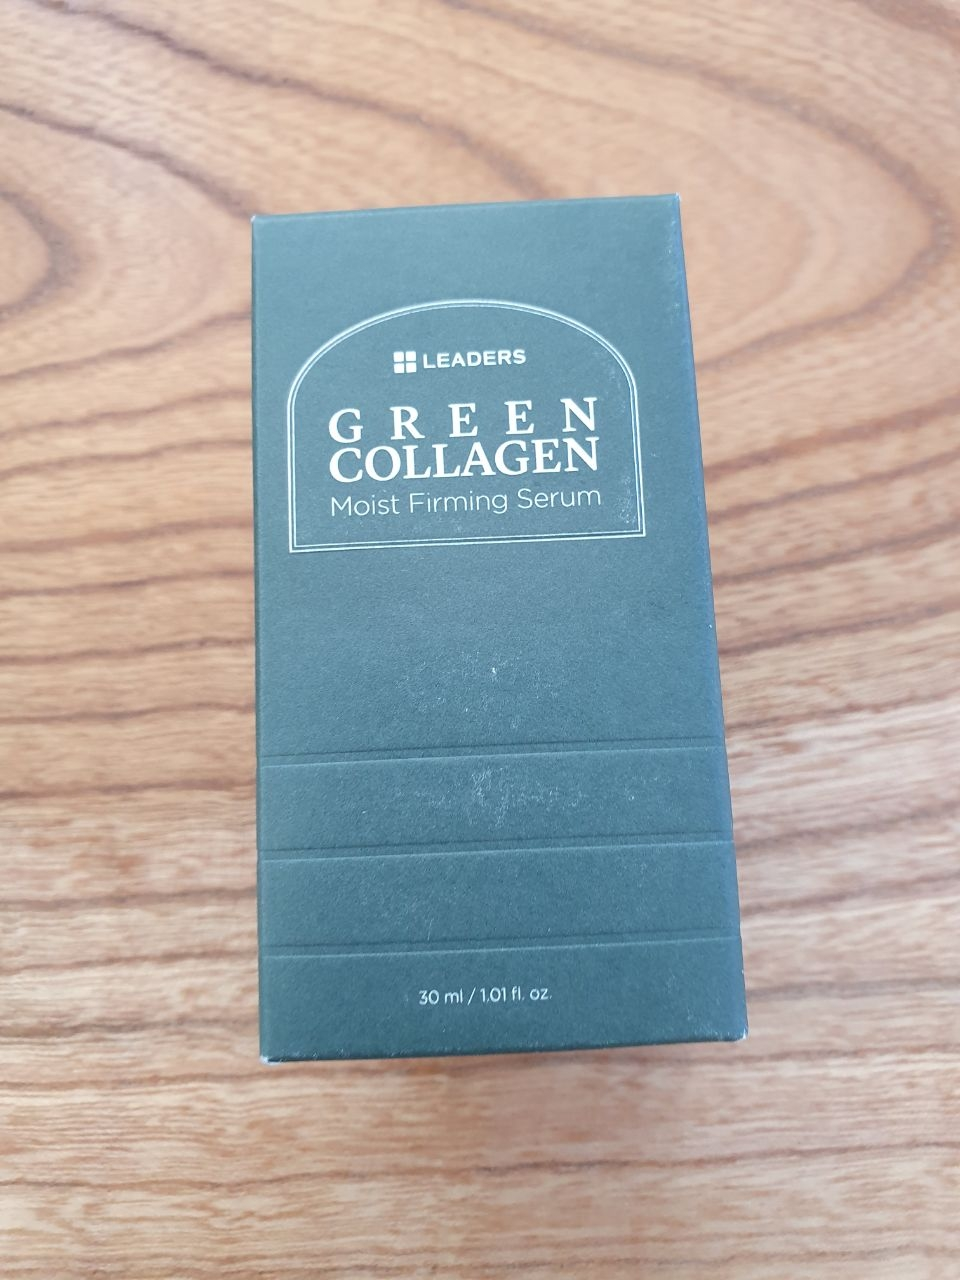 LEADERS
GREEN
COLLAGEN
Moist Firming Serum
30 ml / 1.01 fl. oz.